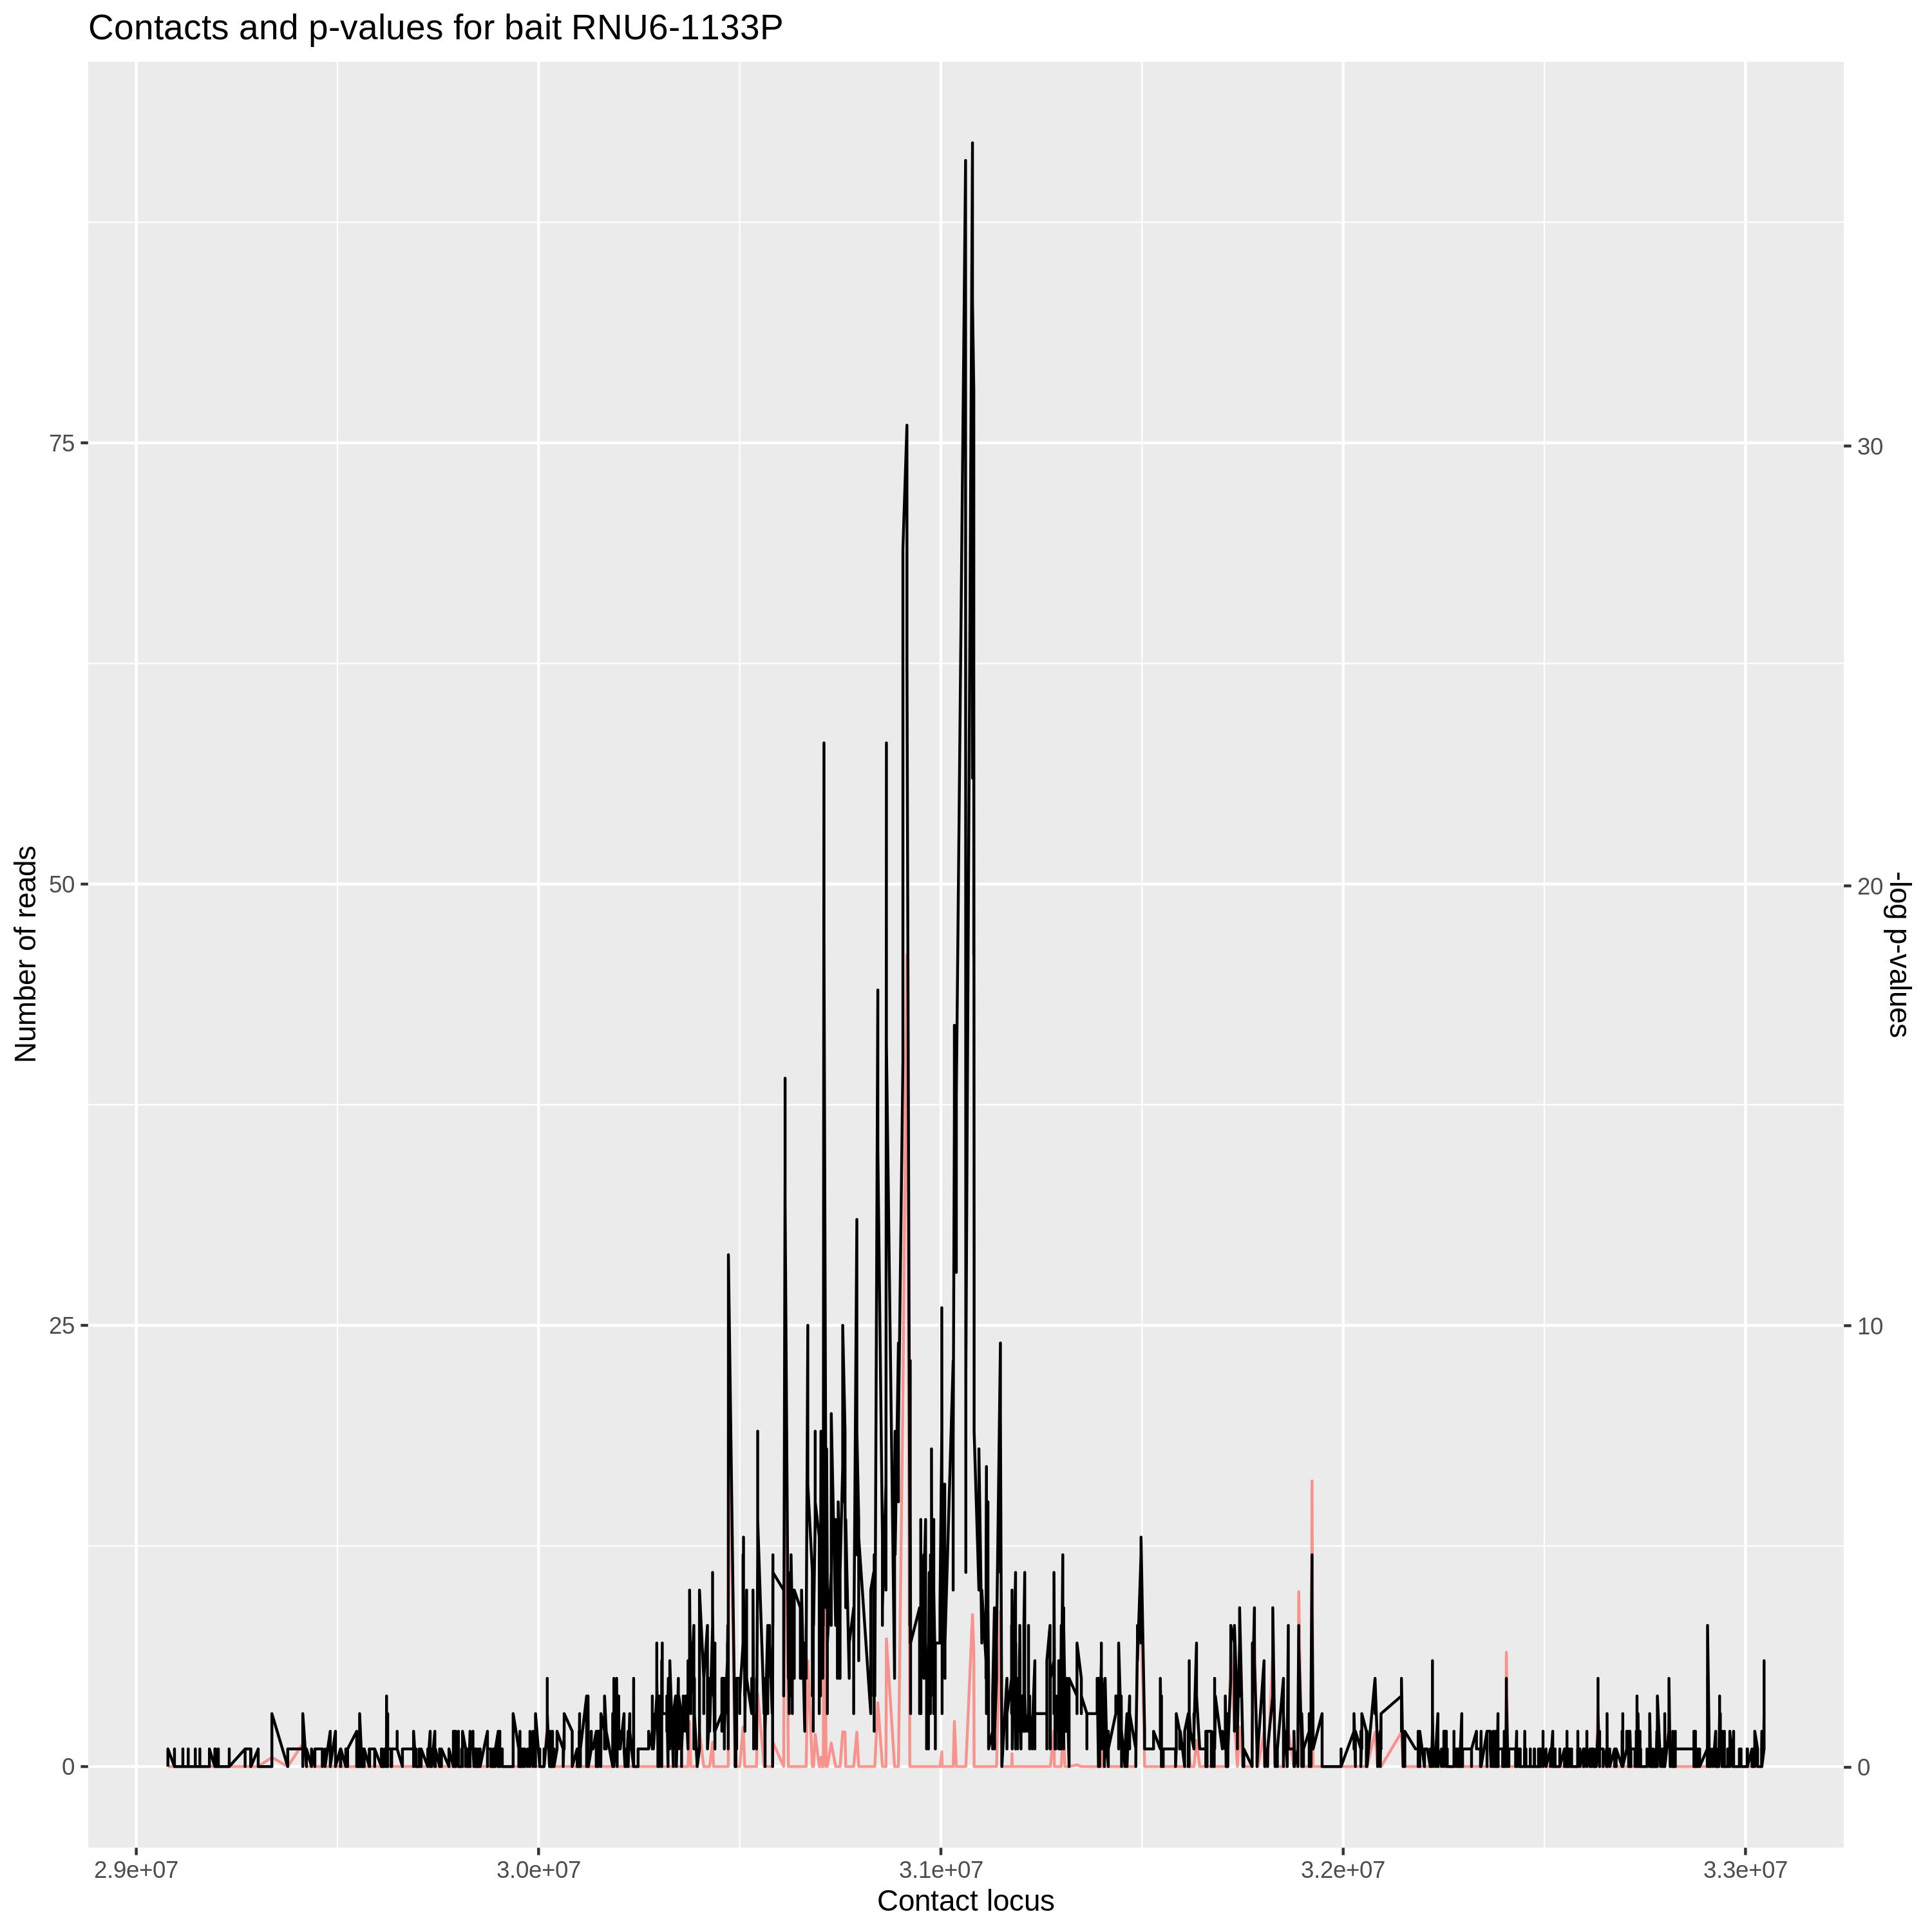 Contacts and p-values for bait RNU6-1133P
75
50
25
0
30
20
10
0
Number of reads
-log p-values
2.9e+07
3.0e+07
3.1e+07
3.2e+07
3.3e+07
Contact locus